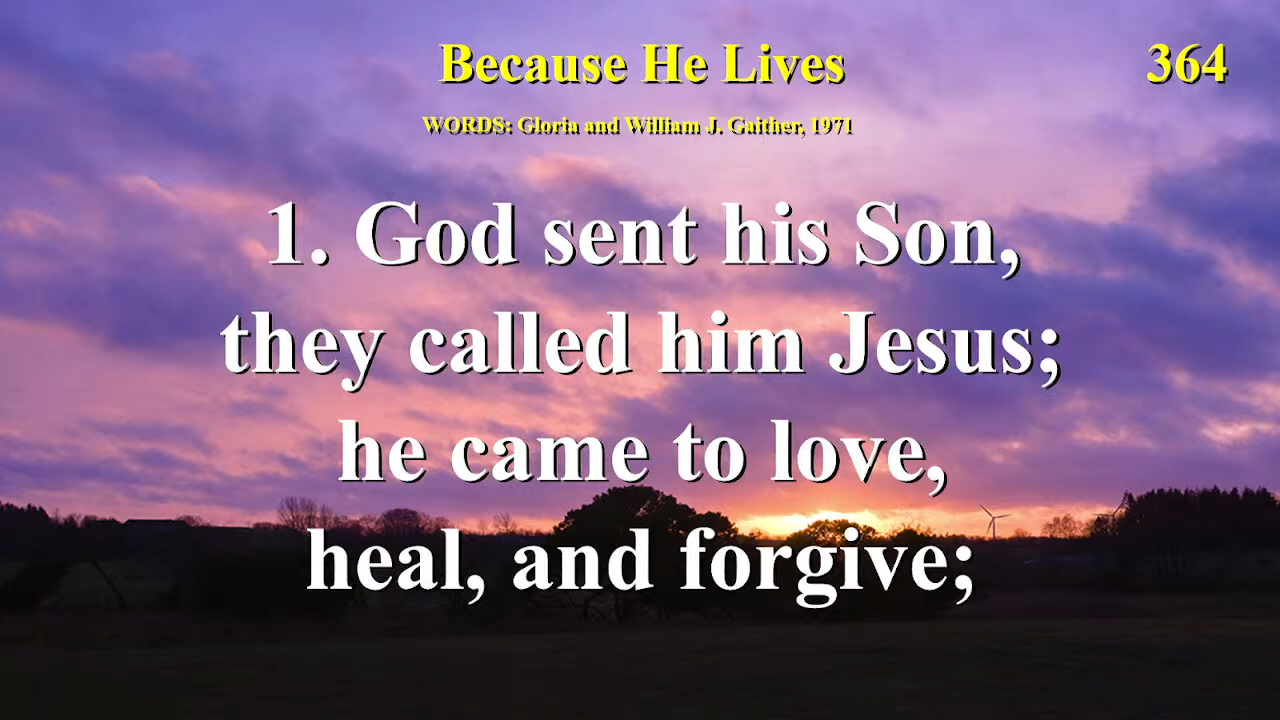 Because He Lives 364
WORDS: Gloria and William J. Gaither, 1971
1. God sent his Son,
they called him Jesus;
he came to love,
heal, and forgive;